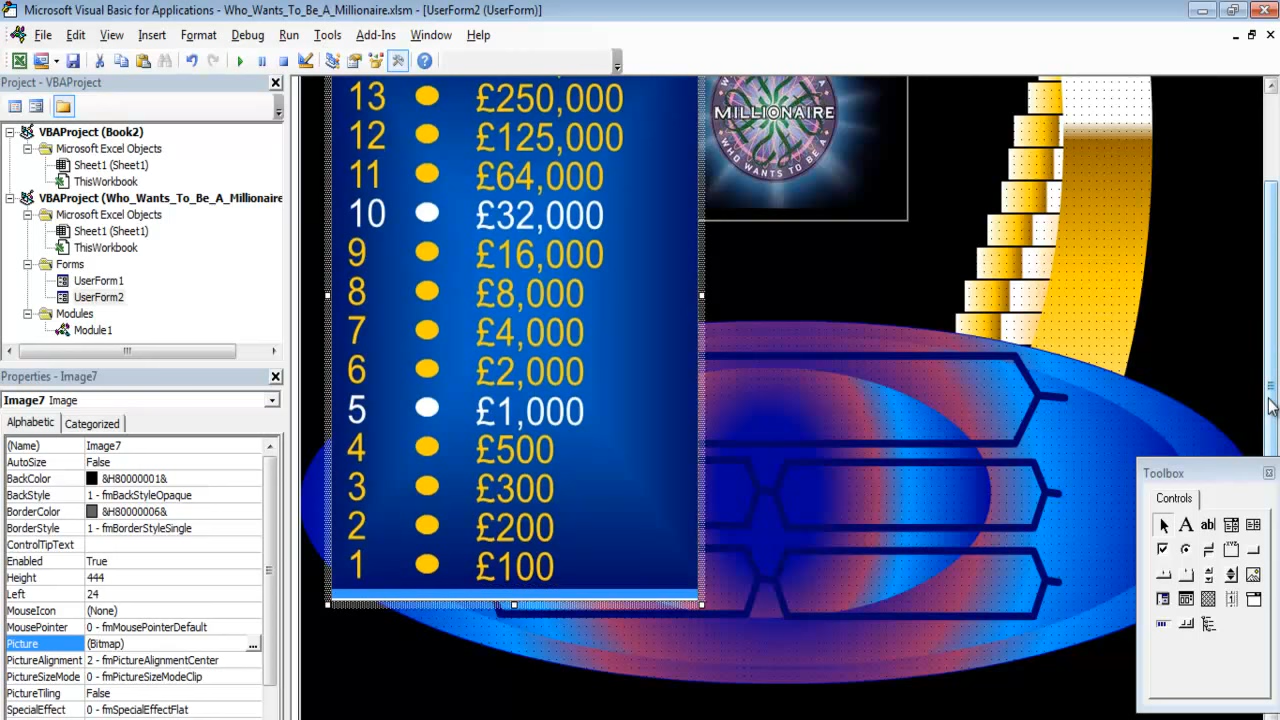 Microsoft Visual Basic for Applications - Who_Wants_To_Be_A_Millionaire.xlsm - [UserForm2 (UserForm)]
File Edit View Insert Format Debug Run Tools Add-Ins Window Help
Project - VBAProject
VBAProject (Book2)
Microsoft Excel Objects
Sheet1 (Sheet1)
ThisWorkbook
VBAProject (Who_Wants_To_Be_A_Millionaire
Microsoft Excel Objects
Sheet1 (Sheet1)
ThisWorkbook
Forms
UserForm1
UserForm2
Modules
Module1
Properties - Image7
Image7 Image
Alphabetic Categorized
(Name) Image7
AutoSize False
BackColor &H80000001&
BackStyle 1 - fmBackStyleOpaque
BorderColor &H80000006&
BorderStyle 1 - fmBorderStyleSingle
ControlTipText
Enabled True
Height 444
Left 24
MouseIcon (None)
MousePointer 0 - fmMousePointerDefault
Picture (Bitmap) ...
PictureAlignment 2 - fmPictureAlignmentCenter
PictureSizeMode 0 - fmPictureSizeModeClip
PictureTiling False
SpecialEffect 0 - fmSpecialEffectFlat
13 £250,000
12 £125,000
11 £64,000
10 £32,000
9 £16,000
8 £8,000
7 £4,000
6 £2,000
5 £1,000
4 £500
3 £300
2 £200
1 £100
MILLIONAIRE
WHO WANTS TO BE A
Toolbox
Controls
A ab|